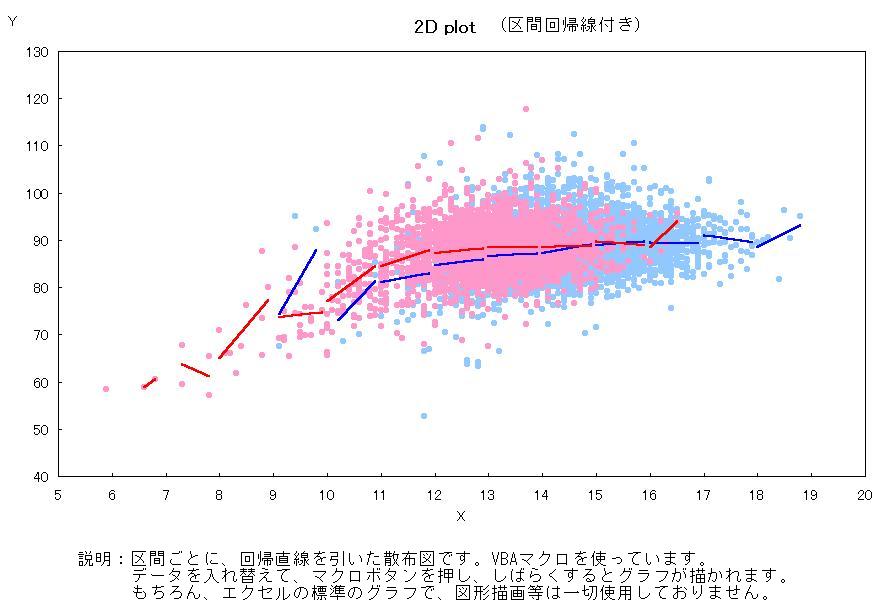 Y
2D plot (区間回帰線付き)
130
120
110
100
90
80
70
60
50
40
5 6 7 8 9 10 11 12 13 14 15 16 17 18 19 20
X
説明：区間ごとに、回帰直線を引いた散布図です。VBAマクロを使っています。
データを入れ替えて、マクロボタンを押し、しばらくするとグラフが描かれます。
もちろん、エクセルの標準のグラフで、図形描画等は一切使用しておりません。